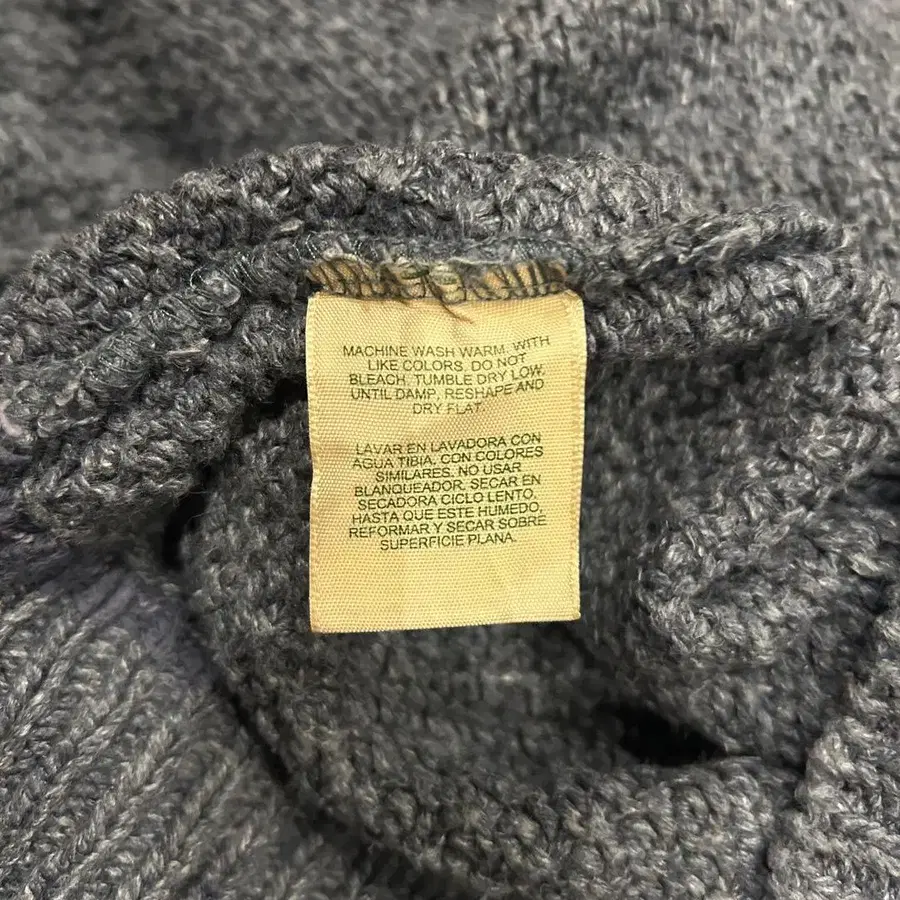 MACHINE WASH WARM. WITH
LIKE COLORS. DO NOT
BLEACH. TUMBLE DRY LOW.
UNTIL DAMP, RESHAPE AND
DRY FLAT.
LAVAR EN LAVADORA CON
AGUA TIBIA, CON COLORES
SIMILARES. NO USAR
BLANQUEADOR. SECAR EN
SECADORA CICLO LENTO,
HASTA QUE ESTE HUMEDO,
REFORMAR Y SECAR SOBRE
SUPERFICIE PLANA.